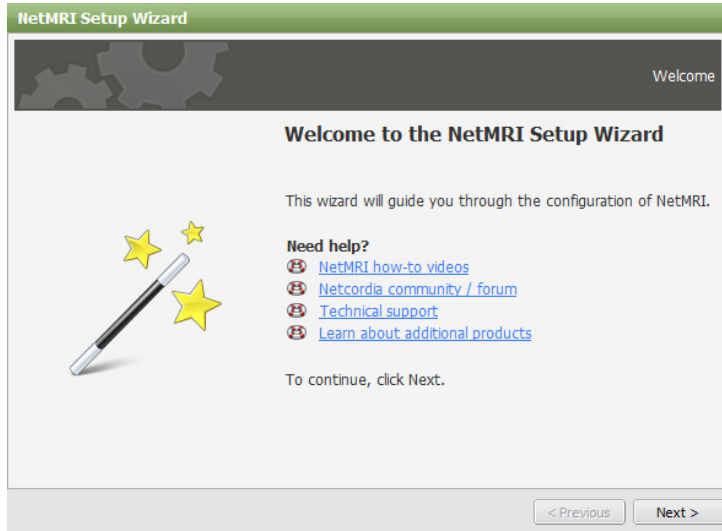 NetMRI Setup Wizard
Welcome
Welcome to the NetMRI Setup Wizard
This wizard will guide you through the configuration of NetMRI.
Need help?
NetMRI how-to videos
Netcordia community / forum
Technical support
Learn about additional products
To continue, click Next.
< Previous
Next >